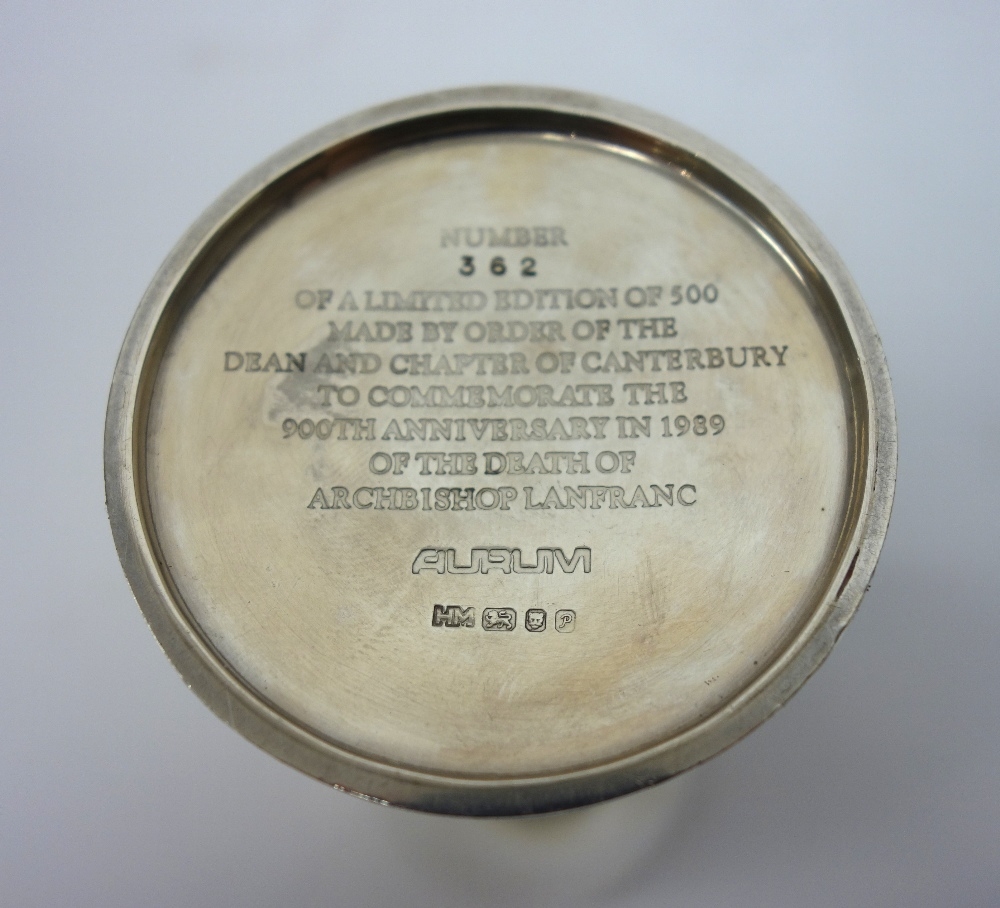 NUMBER
362
OF A LIMITED EDITION OF 500
MADE BY ORDER OF THE
DEAN AND CHAPTER OF CANTERBURY
TO COMMEMORATE THE
900TH ANNIVERSARY IN 1989
OF THE DEATH OF
ARCHBISHOP LANFRANC
AURUM
HM P